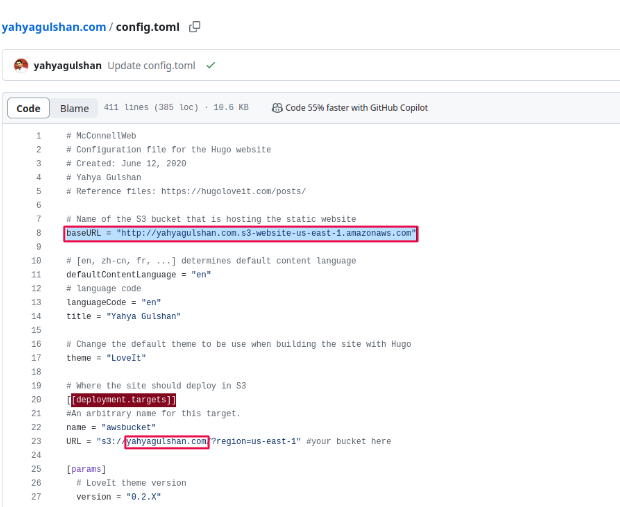 yahyagulshan.com / config.toml
yahyagulshan Update config.toml
Code Blame 411 lines (385 loc) · 10.6 KB Code 55% faster with GitHub Copilot
1 # McConnellWeb
2 # Configuration file for the Hugo website
3 # Created: June 12, 2020
4 # Yahya Gulshan
5 # Reference files: https://hugoloveit.com/posts/
6
7 # Name of the S3 bucket that is hosting the static website
8 baseURL = "http://yahyagulshan.com.s3-website-us-east-1.amazonaws.com"
9
10 # [en, zh-cn, fr, ...] determines default content language
11 defaultContentLanguage = "en"
12 # language code
13 languageCode = "en"
14 title = "Yahya Gulshan"
15
16 # Change the default theme to be use when building the site with Hugo
17 theme = "LoveIt"
18
19 # Where the site should deploy in S3
20 [[deployment.targets]]
21 #An arbitrary name for this target.
22 name = "awsbucket"
23 URL = "s3://yahyagulshan.com/?region=us-east-1" #your bucket here
24
25 [params]
26 # LoveIt theme version
27 version = "0.2.X"